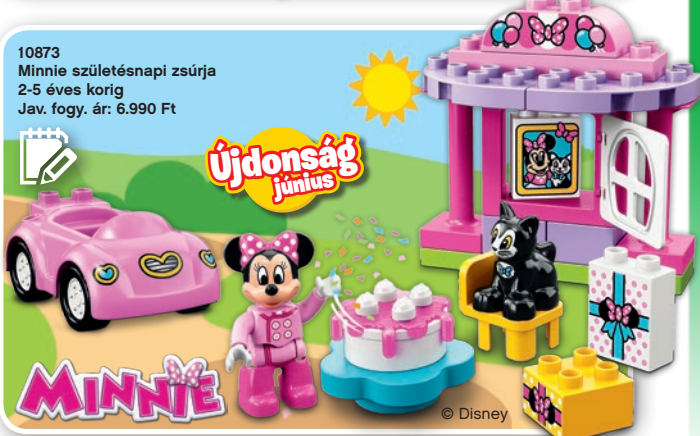 10873
Minnie születésnapi zsúrja
2-5 éves korig
Jav. fogy. ár: 6.990 Ft
Újdonság
június
MINNIE
© Disney